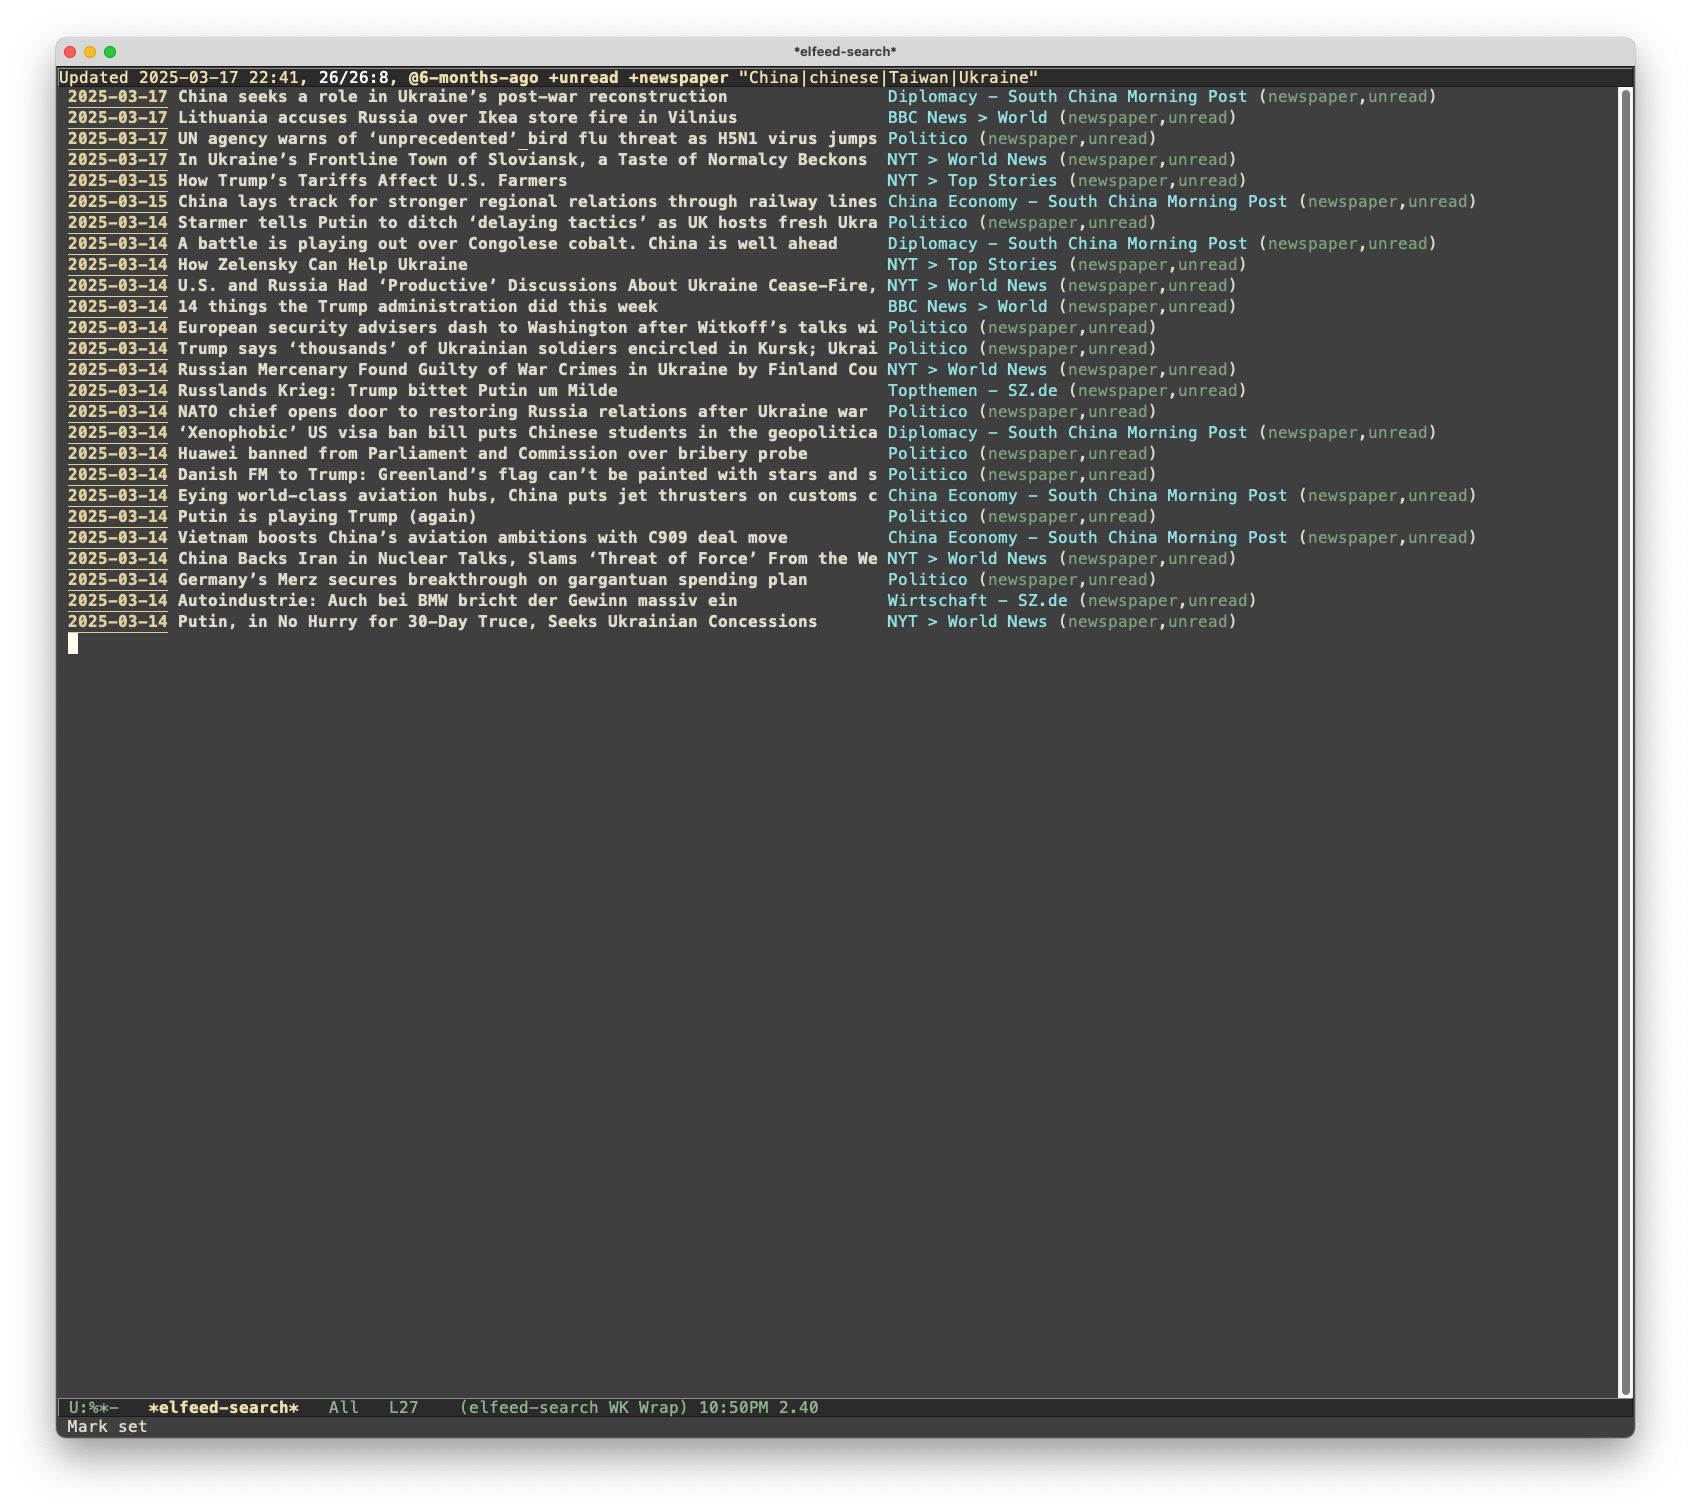 *elfeed-search*
Updated 2025-03-17 22:41, 26/26:8, @6-months-ago +unread +newspaper "China|chinese|Taiwan|Ukraine"
2025-03-17 China seeks a role in Ukraine’s post-war reconstruction Diplomacy - South China Morning Post (newspaper,unread)
2025-03-17 Lithuania accuses Russia over Ikea store fire in Vilnius BBC News > World (newspaper,unread)
2025-03-17 UN agency warns of ‘unprecedented’_bird flu threat as H5N1 virus jumps Politico (newspaper,unread)
2025-03-17 In Ukraine’s Frontline Town of Sloviansk, a Taste of Normalcy Beckons NYT > World News (newspaper,unread)
2025-03-15 How Trump’s Tariffs Affect U.S. Farmers NYT > Top Stories (newspaper,unread)
2025-03-15 China lays track for stronger regional relations through railway lines China Economy - South China Morning Post (newspaper,unread)
2025-03-14 Starmer tells Putin to ditch ‘delaying tactics’ as UK hosts fresh Ukra Politico (newspaper,unread)
2025-03-14 A battle is playing out over Congolese cobalt. China is well ahead Diplomacy - South China Morning Post (newspaper,unread)
2025-03-14 How Zelensky Can Help Ukraine NYT > Top Stories (newspaper,unread)
2025-03-14 U.S. and Russia Had ‘Productive’ Discussions About Ukraine Cease-Fire, NYT > World News (newspaper,unread)
2025-03-14 14 things the Trump administration did this week BBC News > World (newspaper,unread)
2025-03-14 European security advisers dash to Washington after Witkoff’s talks wi Politico (newspaper,unread)
2025-03-14 Trump says ‘thousands’ of Ukrainian soldiers encircled in Kursk; Ukrai Politico (newspaper,unread)
2025-03-14 Russian Mercenary Found Guilty of War Crimes in Ukraine by Finland Cou NYT > World News (newspaper,unread)
2025-03-14 Russlands Krieg: Trump bittet Putin um Milde Topthemen - SZ.de (newspaper,unread)
2025-03-14 NATO chief opens door to restoring Russia relations after Ukraine war Politico (newspaper,unread)
2025-03-14 ‘Xenophobic’ US visa ban bill puts Chinese students in the geopolitica Diplomacy - South China Morning Post (newspaper,unread)
2025-03-14 Huawei banned from Parliament and Commission over bribery probe Politico (newspaper,unread)
2025-03-14 Danish FM to Trump: Greenland’s flag can’t be painted with stars and s Politico (newspaper,unread)
2025-03-14 Eying world-class aviation hubs, China puts jet thrusters on customs c China Economy - South China Morning Post (newspaper,unread)
2025-03-14 Putin is playing Trump (again) Politico (newspaper,unread)
2025-03-14 Vietnam boosts China’s aviation ambitions with C909 deal move China Economy - South China Morning Post (newspaper,unread)
2025-03-14 China Backs Iran in Nuclear Talks, Slams ‘Threat of Force’ From the We NYT > World News (newspaper,unread)
2025-03-14 Germany’s Merz secures breakthrough on gargantuan spending plan Politico (newspaper,unread)
2025-03-14 Autoindustrie: Auch bei BMW bricht der Gewinn massiv ein Wirtschaft - SZ.de (newspaper,unread)
2025-03-14 Putin, in No Hurry for 30-Day Truce, Seeks Ukrainian Concessions NYT > World News (newspaper,unread)
U:%*- *elfeed-search* All L27 (elfeed-search WK Wrap) 10:50PM 2.40
Mark set